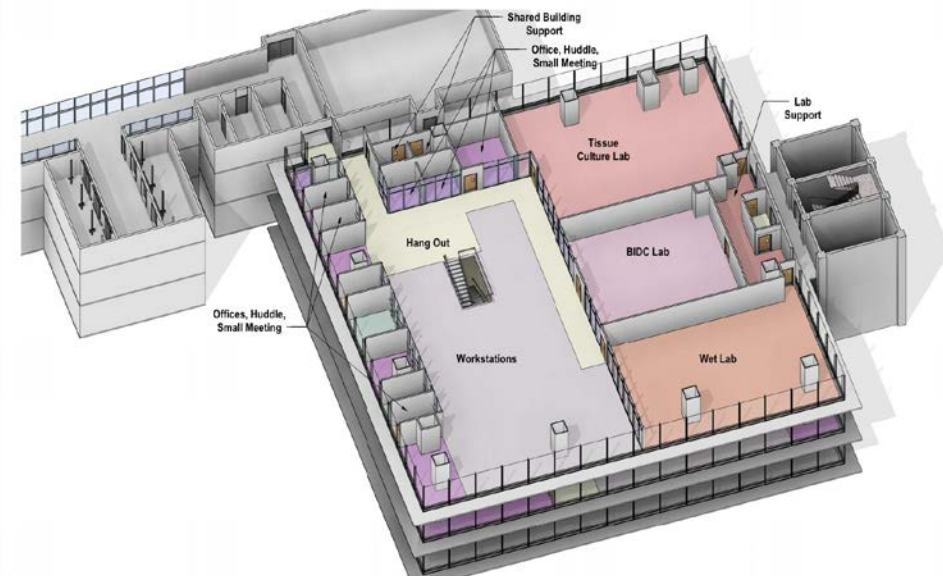 Shared Building
Support
Office, Huddle,
Small Meeting
Lab
Support
Tissue
Culture Lab
Hang Out
BIDC Lab
Offices, Huddle,
Small Meeting
Workstations
Wet Lab